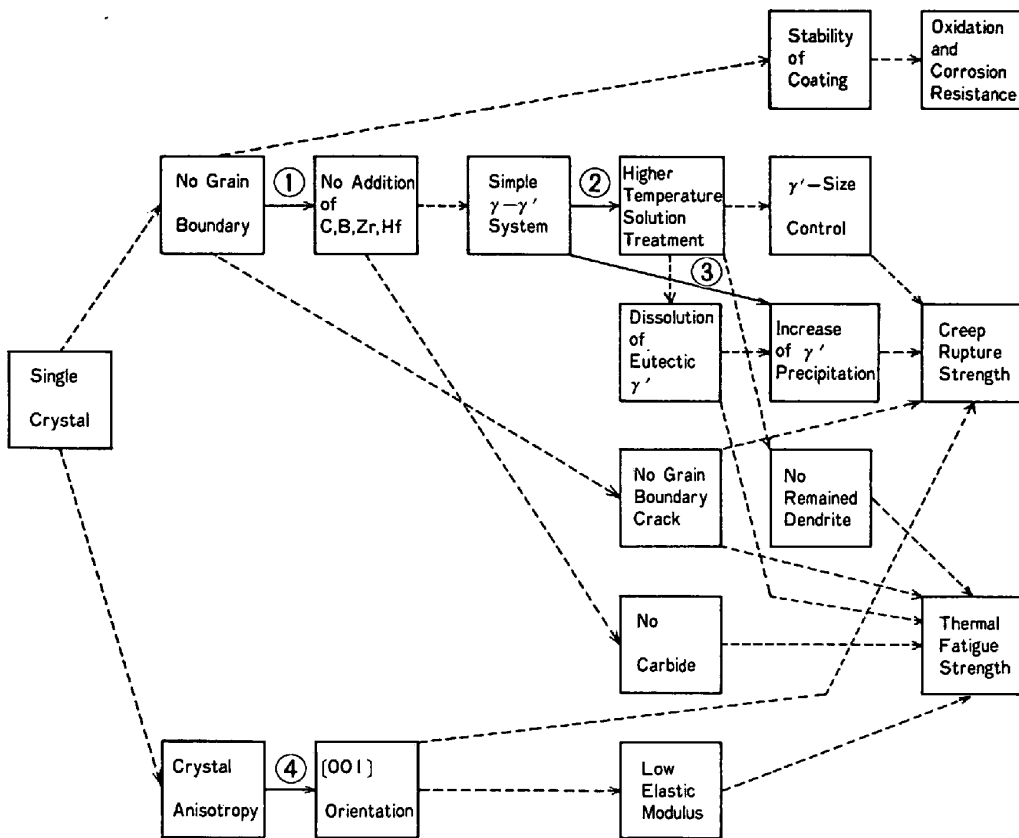 Stability
of
Coating
Oxidation
and
Corrosion
Resistance
No Grain
Boundary
①
No Addition
of
C,B,Zr,Hf
Simple
γ-γ′
System
②
Higher
Temperature
Solution
Treatment
γ′-Size
Control
③
Dissolution
of
Eutectic
γ′
Increase
of γ′
Precipitation
Creep
Rupture
Strength
Single
Crystal
No Grain
Boundary
Crack
No
Remained
Dendrite
No
Carbide
Thermal
Fatigue
Strength
Crystal
Anisotropy
④
[001]
Orientation
Low
Elastic
Modulus